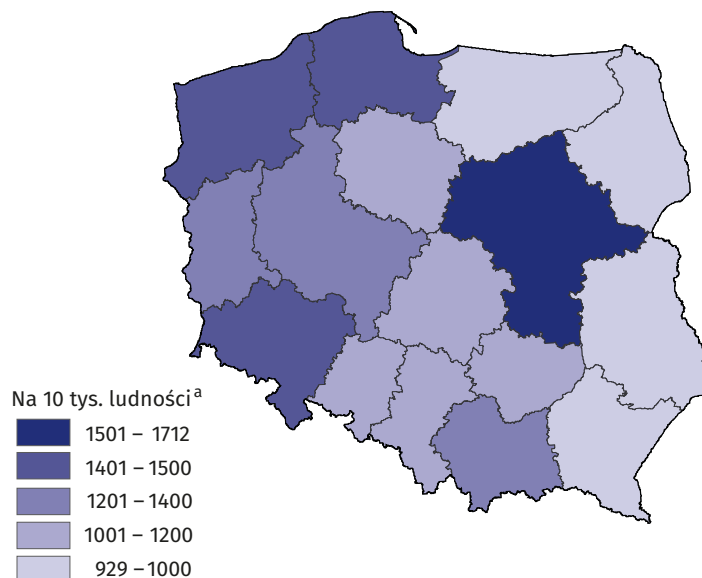 Na 10 tys. ludności a
1501 – 1712
1401 – 1500
1201 – 1400
1001 – 1200
929 –1000